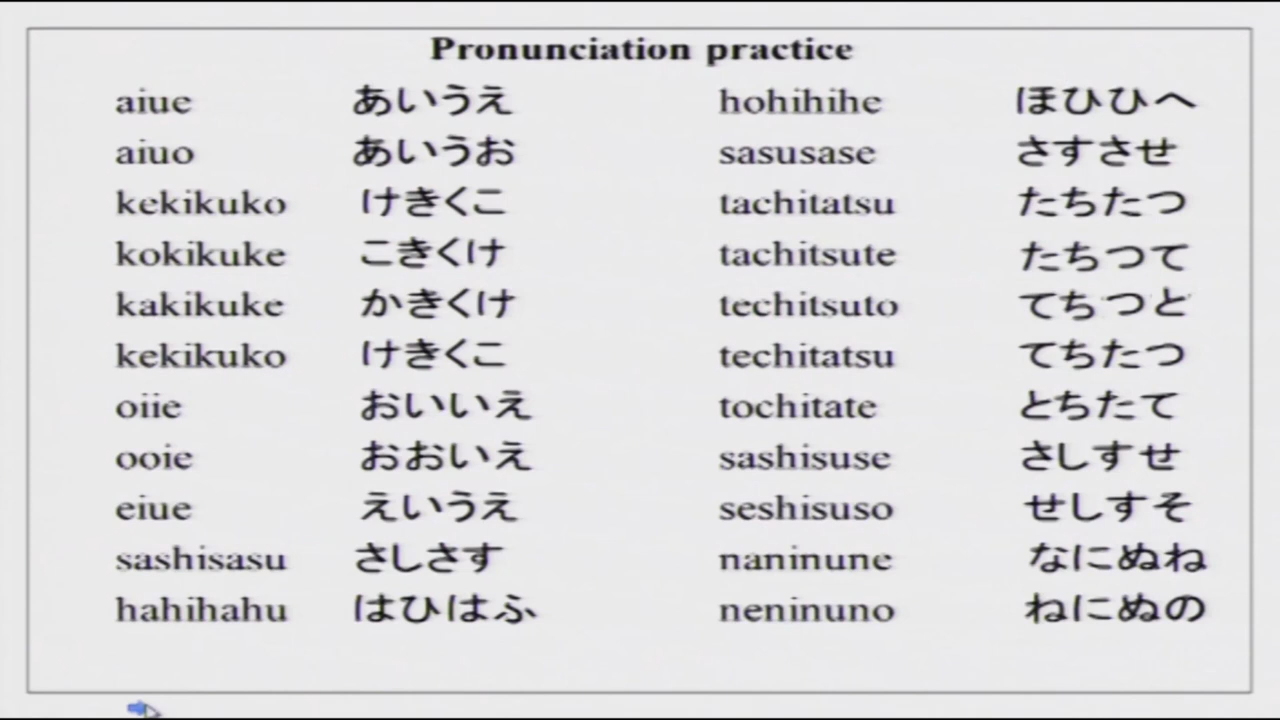 Pronunciation practice
aiue あいうえ hohihihe ほひひへ
aiuo あいうお sasusase さすさせ
kekikuko けきくこ tachitatsu たちたつ
kokikuke こきくけ tachitsute たちつて
kakikuke かきくけ techitsuto てちつと
kekikuko けきくこ techitatsu てちたつ
oiie おいいえ tochitate とちたて
ooie おおいえ sashisuse さしすせ
eiue えいうえ seshisuso せしすそ
sashisasu さしさす naninune なにぬね
hahihahu はひはふ neninuno ねにぬの